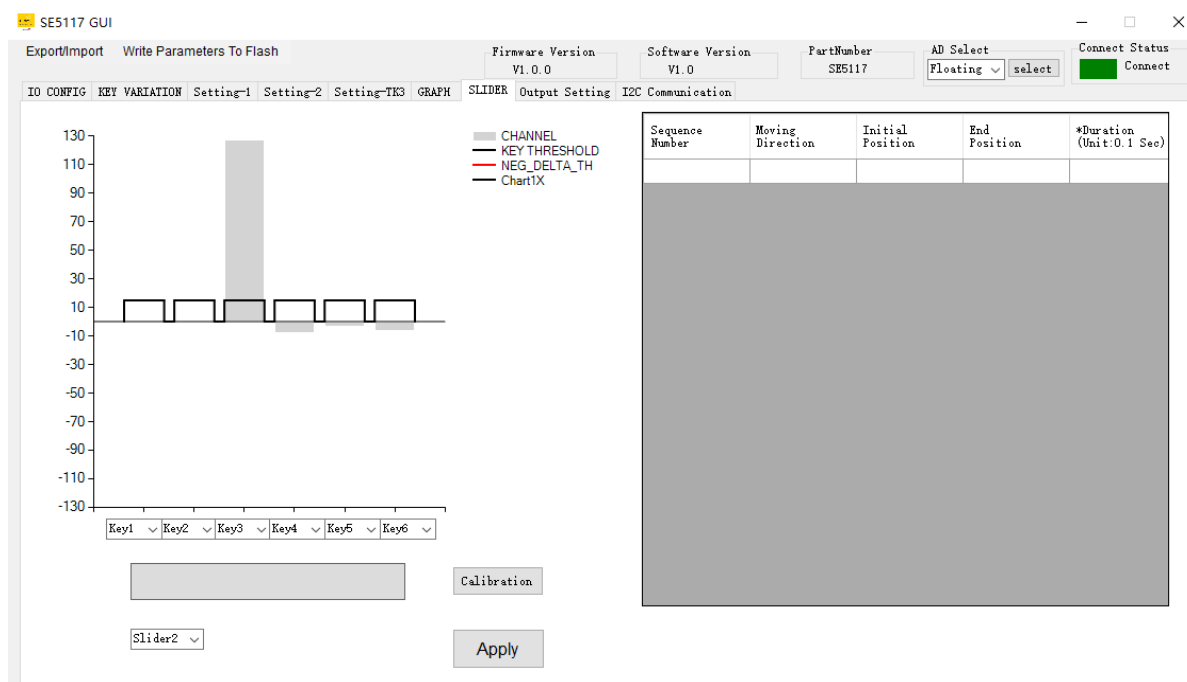 SE5117 GUI
Export/Import Write Parameters To Flash
Firmware Version
V1.0.0
Software Version
V1.0
PartNumber
SE5117
AD Select
Floating select
Connect Status
Connect
IO CONFIG KEY VARIATION Setting-1 Setting-2 Setting-TK3 GRAPH SLIDER Output Setting I2C Communication
130
110
90
70
50
30
10
-10
-30
-50
-70
-90
-110
-130
CHANNEL
KEY THRESHOLD
NEG_DELTA_TH
Chart1X
Key1 Key2 Key3 Key4 Key5 Key6
Calibration
Slider2
Apply
Sequence
Number
Moving
Direction
Initial
Position
End
Position
*Duration
(Unit:0.1 Sec)